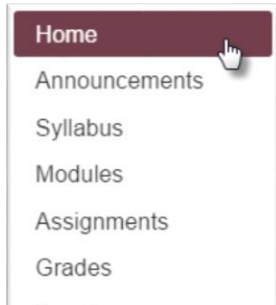 Home
Announcements
Syllabus
Modules
Assignments
Grades